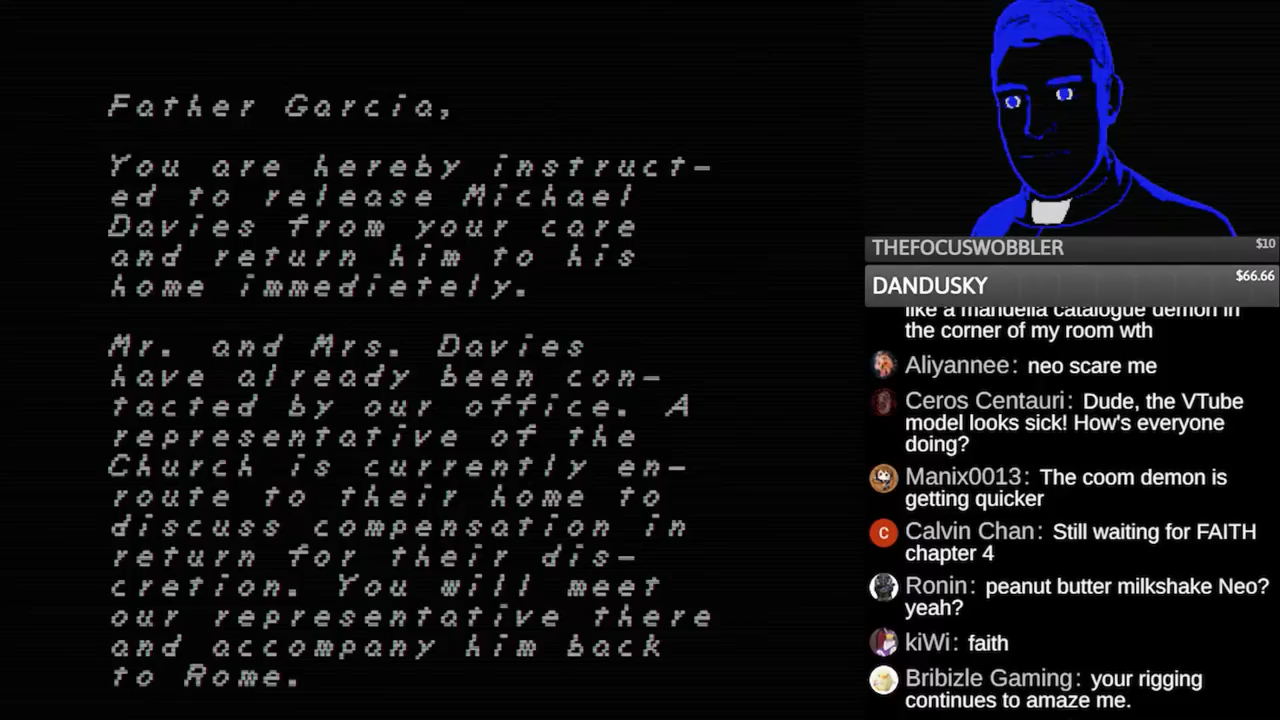 Father Garcia,
You are hereby instruct-
ed to release Michael
Davies from your care
and return him to his
home immedietely.
Mr. and Mrs. Davies
have already been con-
tacted by our office. A
representative of the
Church is currently en-
route to their home to
discuss compensation in
return for their dis-
cretion. You will meet
our representative there
and accompany him back
to Rome.
THEFOCUSWOBBLER $10
DANDUSKY $66.66
like a manuella catalogue demon in
the corner of my room wth
Aliyannee: neo scare me
Ceros Centauri: Dude, the VTube
model looks sick! How's everyone
doing?
Manix0013: The coom demon is
getting quicker
C Calvin Chan: Still waiting for FAITH
chapter 4
Ronin: peanut butter milkshake Neo?
yeah?
kiWi: faith
Bribizle Gaming: your rigging
continues to amaze me.